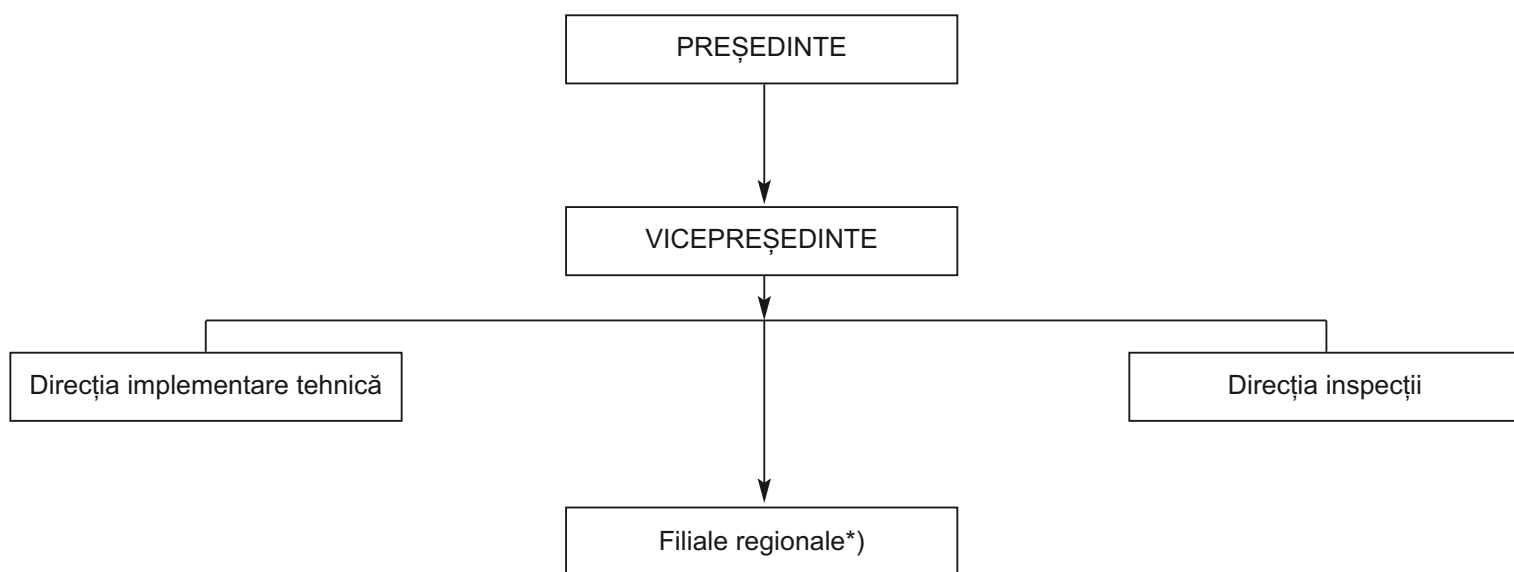 PREȘEDINTE
VICEPREȘEDINTE
Direcția implementare tehnică
Direcția inspecții
Filiale regionale*)